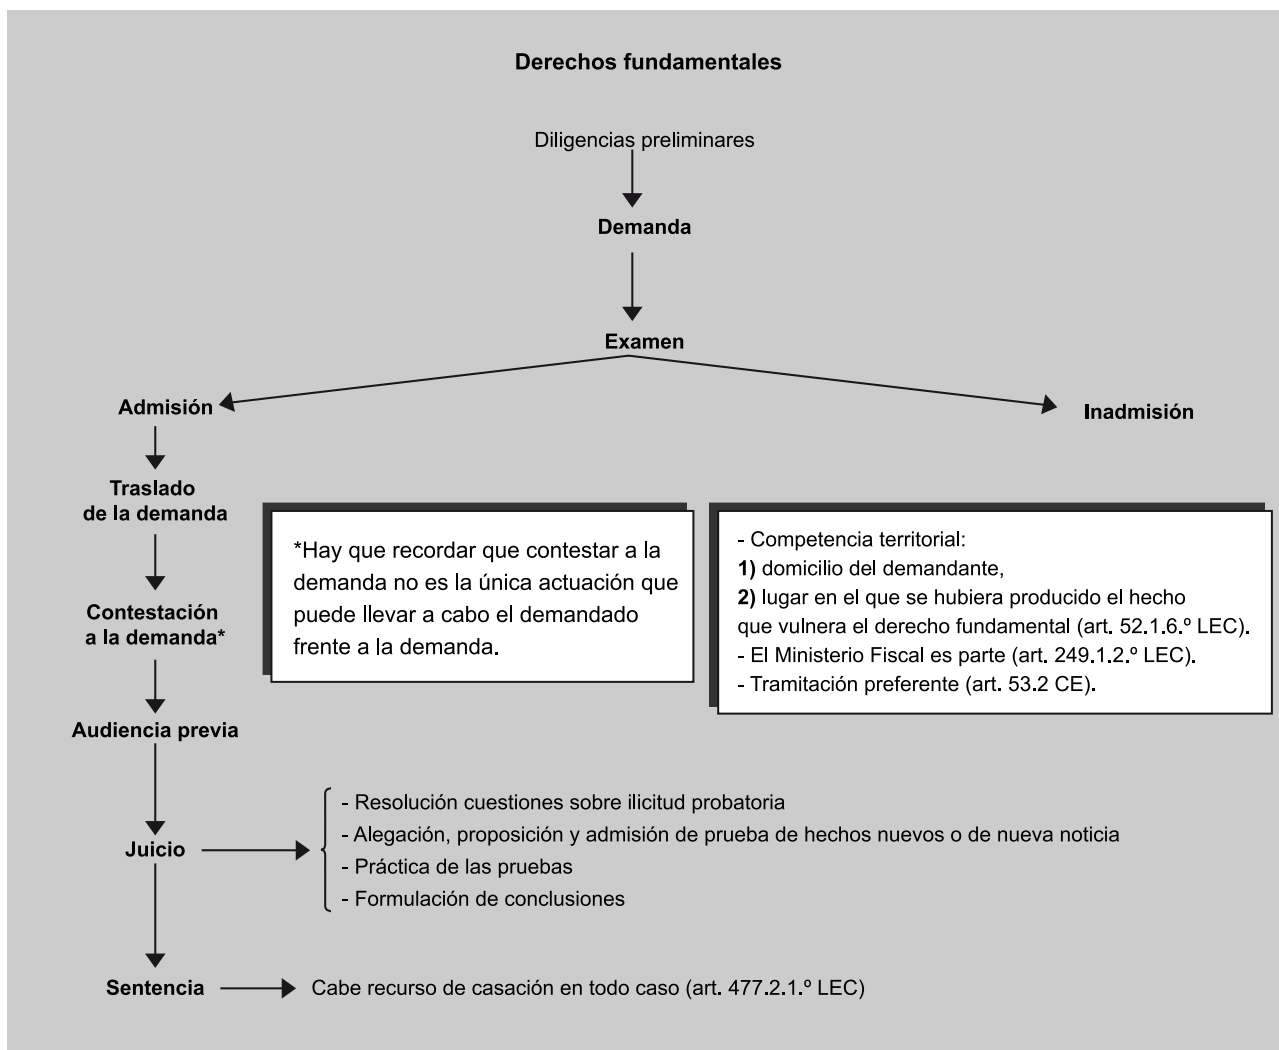 Derechos fundamentales
Diligencias preliminares
Demanda
Examen
Admisión
Inadmisión
Traslado
de la demanda
Contestación
a la demanda*
*Hay que recordar que contestar a la
demanda no es la única actuación que
puede llevar a cabo el demandado
frente a la demanda.
- Competencia territorial:
1) domicilio del demandante,
2) lugar en el que se hubiera producido el hecho
que vulnera el derecho fundamental (art. 52.1.6.º LEC).
- El Ministerio Fiscal es parte (art. 249.1.2.º LEC).
- Tramitación preferente (art. 53.2 CE).
Audiencia previa
Juicio
- Resolución cuestiones sobre ilicitud probatoria
- Alegación, proposición y admisión de prueba de hechos nuevos o de nueva noticia
- Práctica de las pruebas
- Formulación de conclusiones
Sentencia
Cabe recurso de casación en todo caso (art. 477.2.1.º LEC)